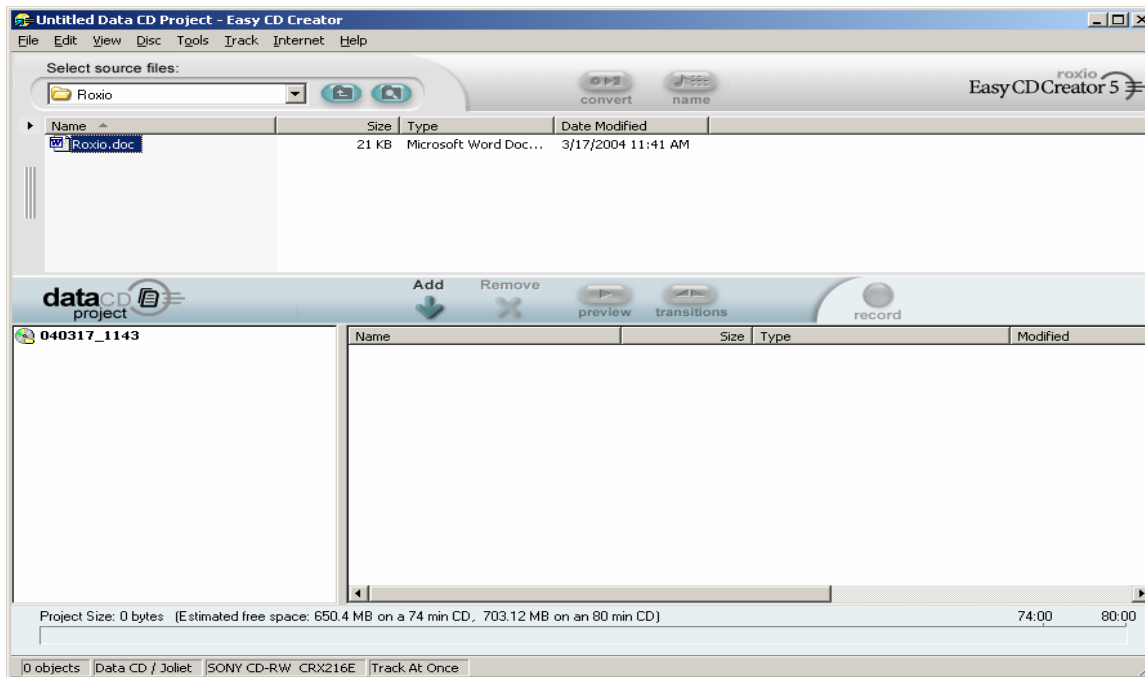 Untitled Data CD Project - Easy CD Creator
File Edit View Disc Tools Track Internet Help
Select source files:
Roxio
convert name
roxio
Easy CD Creator 5
Name Size Type Date Modified
Roxio.doc 21 KB Microsoft Word Doc... 3/17/2004 11:41 AM
datacd project
Add Remove preview transitions record
040317_1143
Name Size Type Modified
Project Size: 0 bytes (Estimated free space: 650.4 MB on a 74 min CD, 703.12 MB on an 80 min CD) 74:00 80:00
0 objects Data CD / Joliet SONY CD-RW CRX216E Track At Once